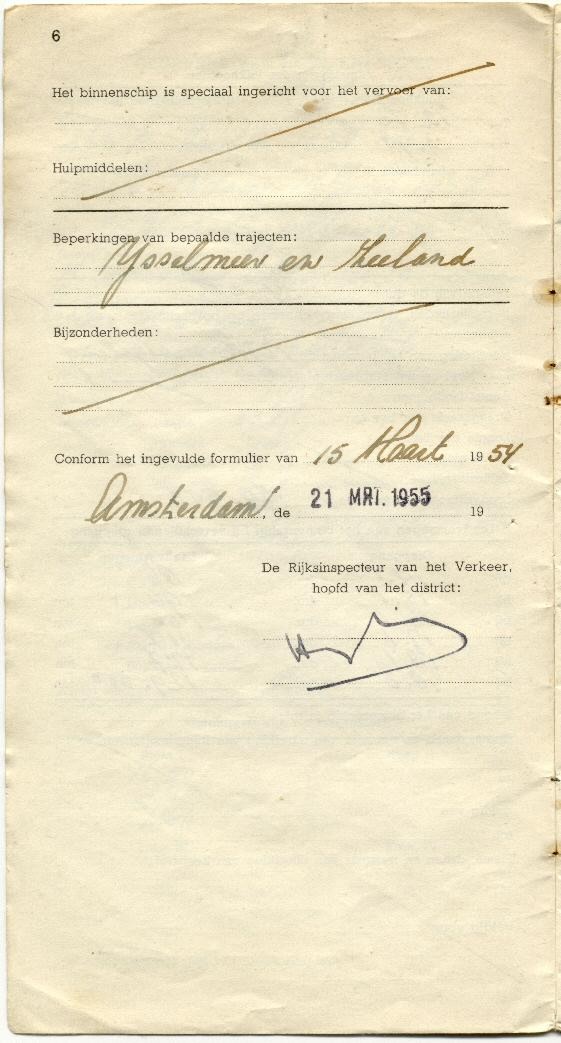 6
Het binnenschip is speciaal ingericht voor het vervoer van:
Hulpmiddelen:
Beperkingen van bepaalde trajecten:
Ysselmeer en Zeeland
Bijzonderheden:
Conform het ingevulde formulier van 15 Maart 1954
Amsterdam, de 21 MRT. 1955 19
De Rijksinspecteur van het Verkeer,
hoofd van het district: